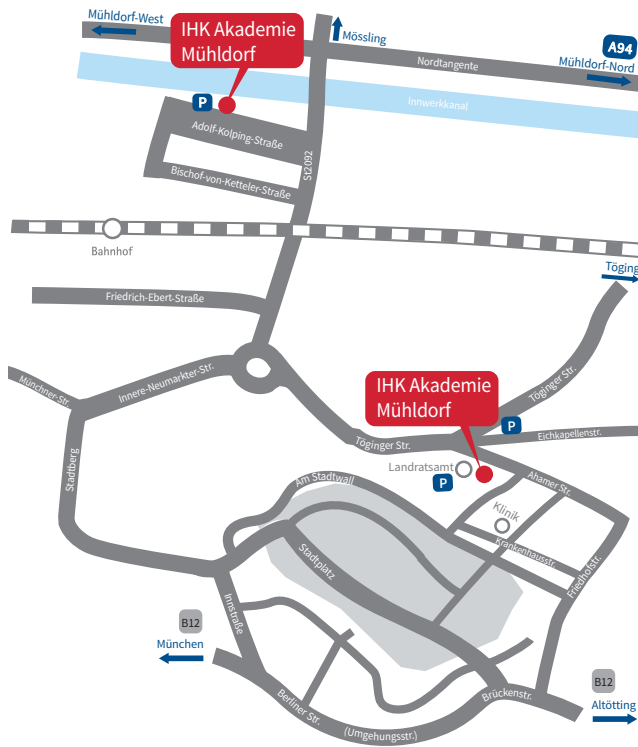 Mühldorf-West
IHK Akademie
Mühldorf
Mössling
A94
Mühldorf-Nord
Nordtangente
Innwerkkanal
P
Adolf-Kolping-Straße
St2092
Bischof-von-Ketteler-Straße
Bahnhof
Töging
Friedrich-Ebert-Straße
Münchner-Str.
Innere-Neumarkter-Str.
IHK Akademie
Mühldorf
Töginger Str.
P
Eichkapellenstr.
Töginger Str.
Landratsamt
P
Stadtberg
Am Stadtwall
Ahamer Str.
Klinik
Krankenhausstr.
Stadtplatz
Friedhofstr.
Innstraße
B12
München
Berliner Str.
(Umgehungsstr.)
Brückenstr.
B12
Altötting